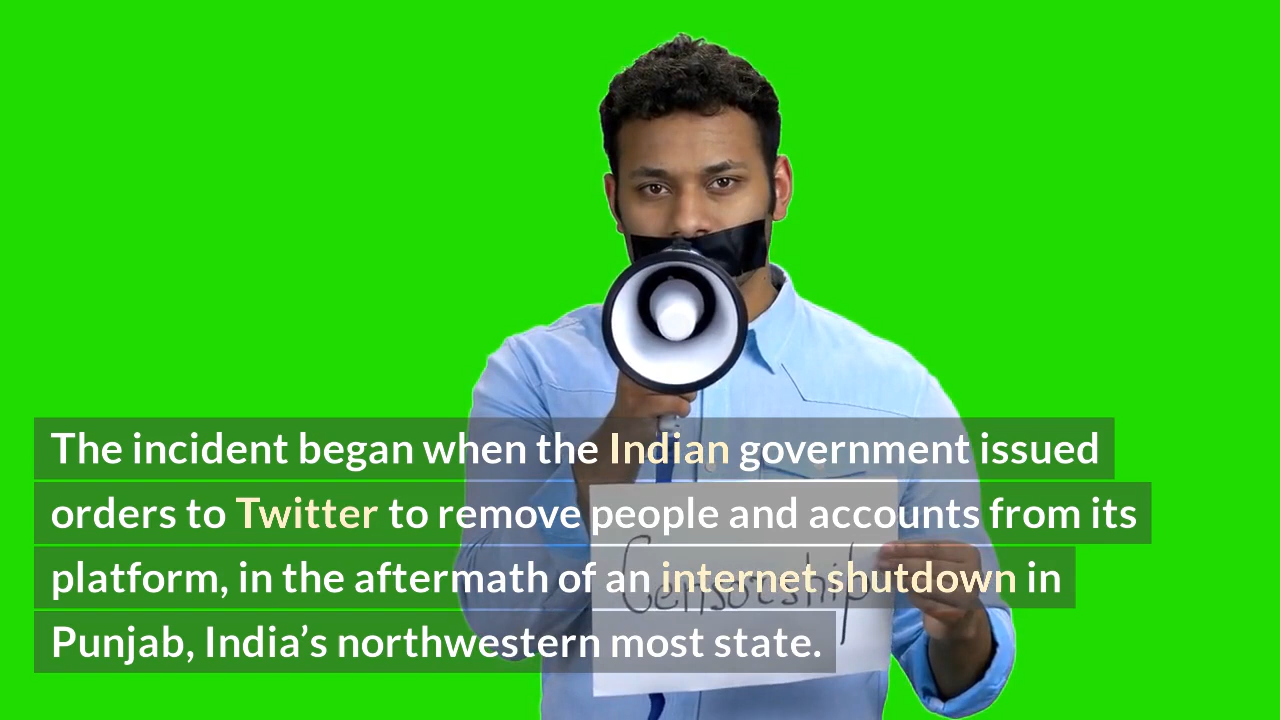 The incident began when the Indian government issued
orders to Twitter to remove people and accounts from its
platform, in the aftermath of an internet shutdown in
Punjab, India’s northwestern most state.
Censorship